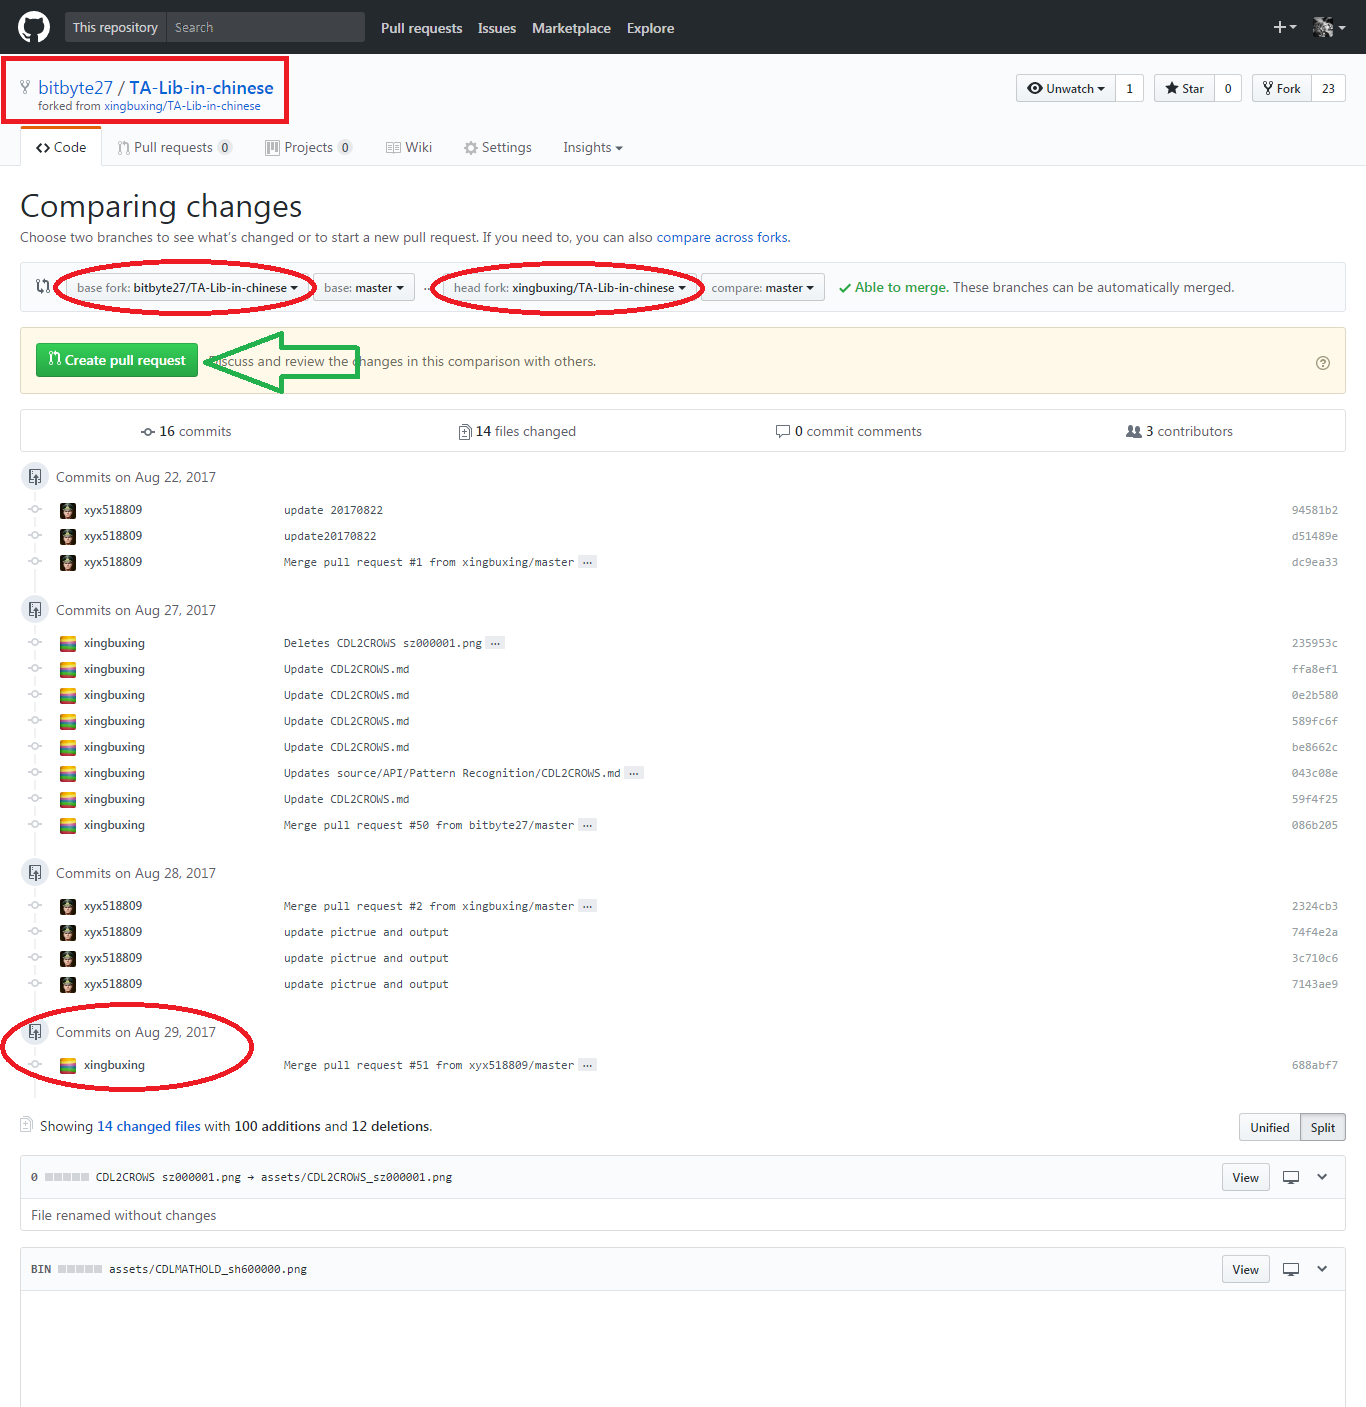 This repository Search Pull requests Issues Marketplace Explore
bitbyte27 / TA-Lib-in-chinese
forked from xingbuxing/TA-Lib-in-chinese
Unwatch 1 Star 0 Fork 23
Code Pull requests 0 Projects 0 Wiki Settings Insights
Comparing changes
Choose two branches to see what's changed or to start a new pull request. If you need to, you can also compare across forks.
base fork: bitbyte27/TA-Lib-in-chinese base: master ... head fork: xingbuxing/TA-Lib-in-chinese compare: master ✓ Able to merge. These branches can be automatically merged.
Create pull request Discuss and review the changes in this comparison with others.
16 commits 14 files changed 0 commit comments 3 contributors
Commits on Aug 22, 2017
xyx518809 update 20170822 94581b2
xyx518809 update20170822 d51489e
xyx518809 Merge pull request #1 from xingbuxing/master … dc9ea33
Commits on Aug 27, 2017
xingbuxing Deletes CDL2CROWS sz000001.png … 235953c
xingbuxing Update CDL2CROWS.md ffa8ef1
xingbuxing Update CDL2CROWS.md 0e2b580
xingbuxing Update CDL2CROWS.md 589fc6f
xingbuxing Update CDL2CROWS.md be8662c
xingbuxing Updates source/API/Pattern Recognition/CDL2CROWS.md … 043c08e
xingbuxing Update CDL2CROWS.md 59f4f25
xingbuxing Merge pull request #50 from bitbyte27/master … 086b205
Commits on Aug 28, 2017
xyx518809 Merge pull request #2 from xingbuxing/master … 2324cb3
xyx518809 update pictrue and output 74f4e2a
xyx518809 update pictrue and output 3c710c6
xyx518809 update pictrue and output 7143ae9
Commits on Aug 29, 2017
xingbuxing Merge pull request #51 from xyx518809/master … 688abf7
Showing 14 changed files with 100 additions and 12 deletions. Unified Split
0 CDL2CROWS sz000001.png → assets/CDL2CROWS_sz000001.png View
File renamed without changes
BIN assets/CDLMATHOLD_sh600000.png View